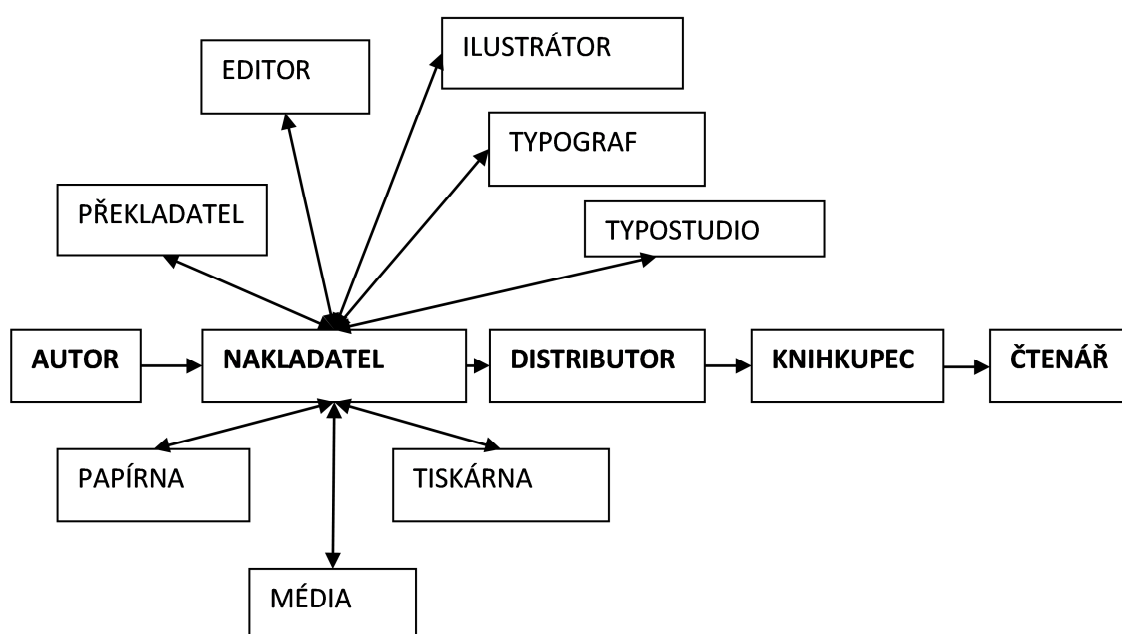 ILUSTRÁTOR
EDITOR
TYPOGRAF
PŘEKLADATEL
TYPOSTUDIO
AUTOR
NAKLADATEL
DISTRIBUTOR
KNIHKUPEC
ČTENÁŘ
PAPÍRNA
TISKÁRNA
MÉDIA